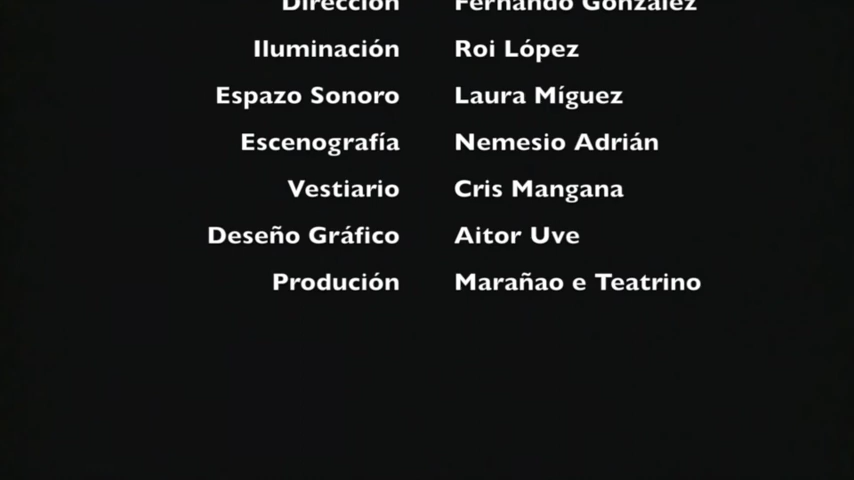 Dirección Fernando González
Iluminación Roi López
Espazo Sonoro Laura Míguez
Escenografía Nemesio Adrián
Vestiario Cris Mangana
Deseño Gráfico Aitor Uve
Produción Marañao e Teatrino